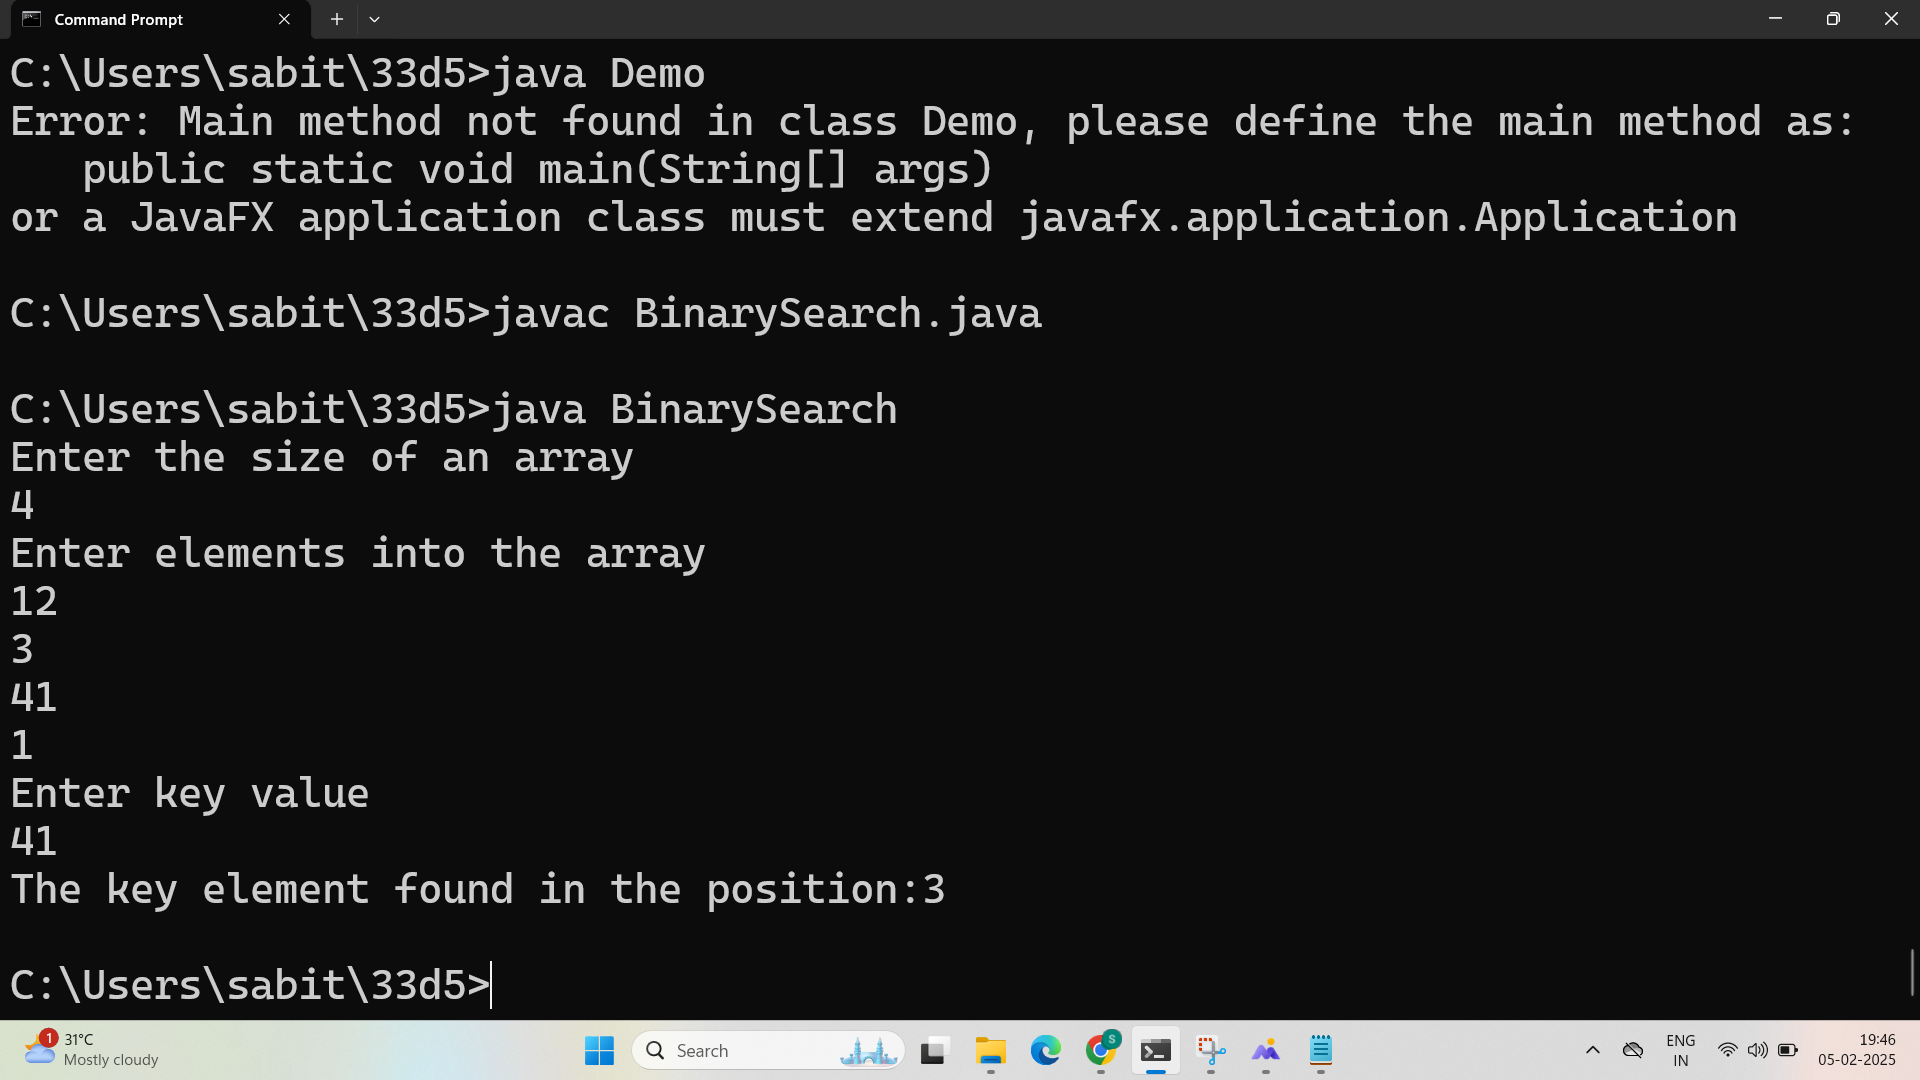 Command Prompt
C:\Users\sabit\33d5>java Demo
Error: Main method not found in class Demo, please define the main method as:
   public static void main(String[] args)
or a JavaFX application class must extend javafx.application.Application
C:\Users\sabit\33d5>javac BinarySearch.java
C:\Users\sabit\33d5>java BinarySearch
Enter the size of an array
4
Enter elements into the array
12
3
41
1
Enter key value
41
The key element found in the position:3
C:\Users\sabit\33d5>
1
31°C
Mostly cloudy
Search
S
ENG
IN
19:46
05-02-2025